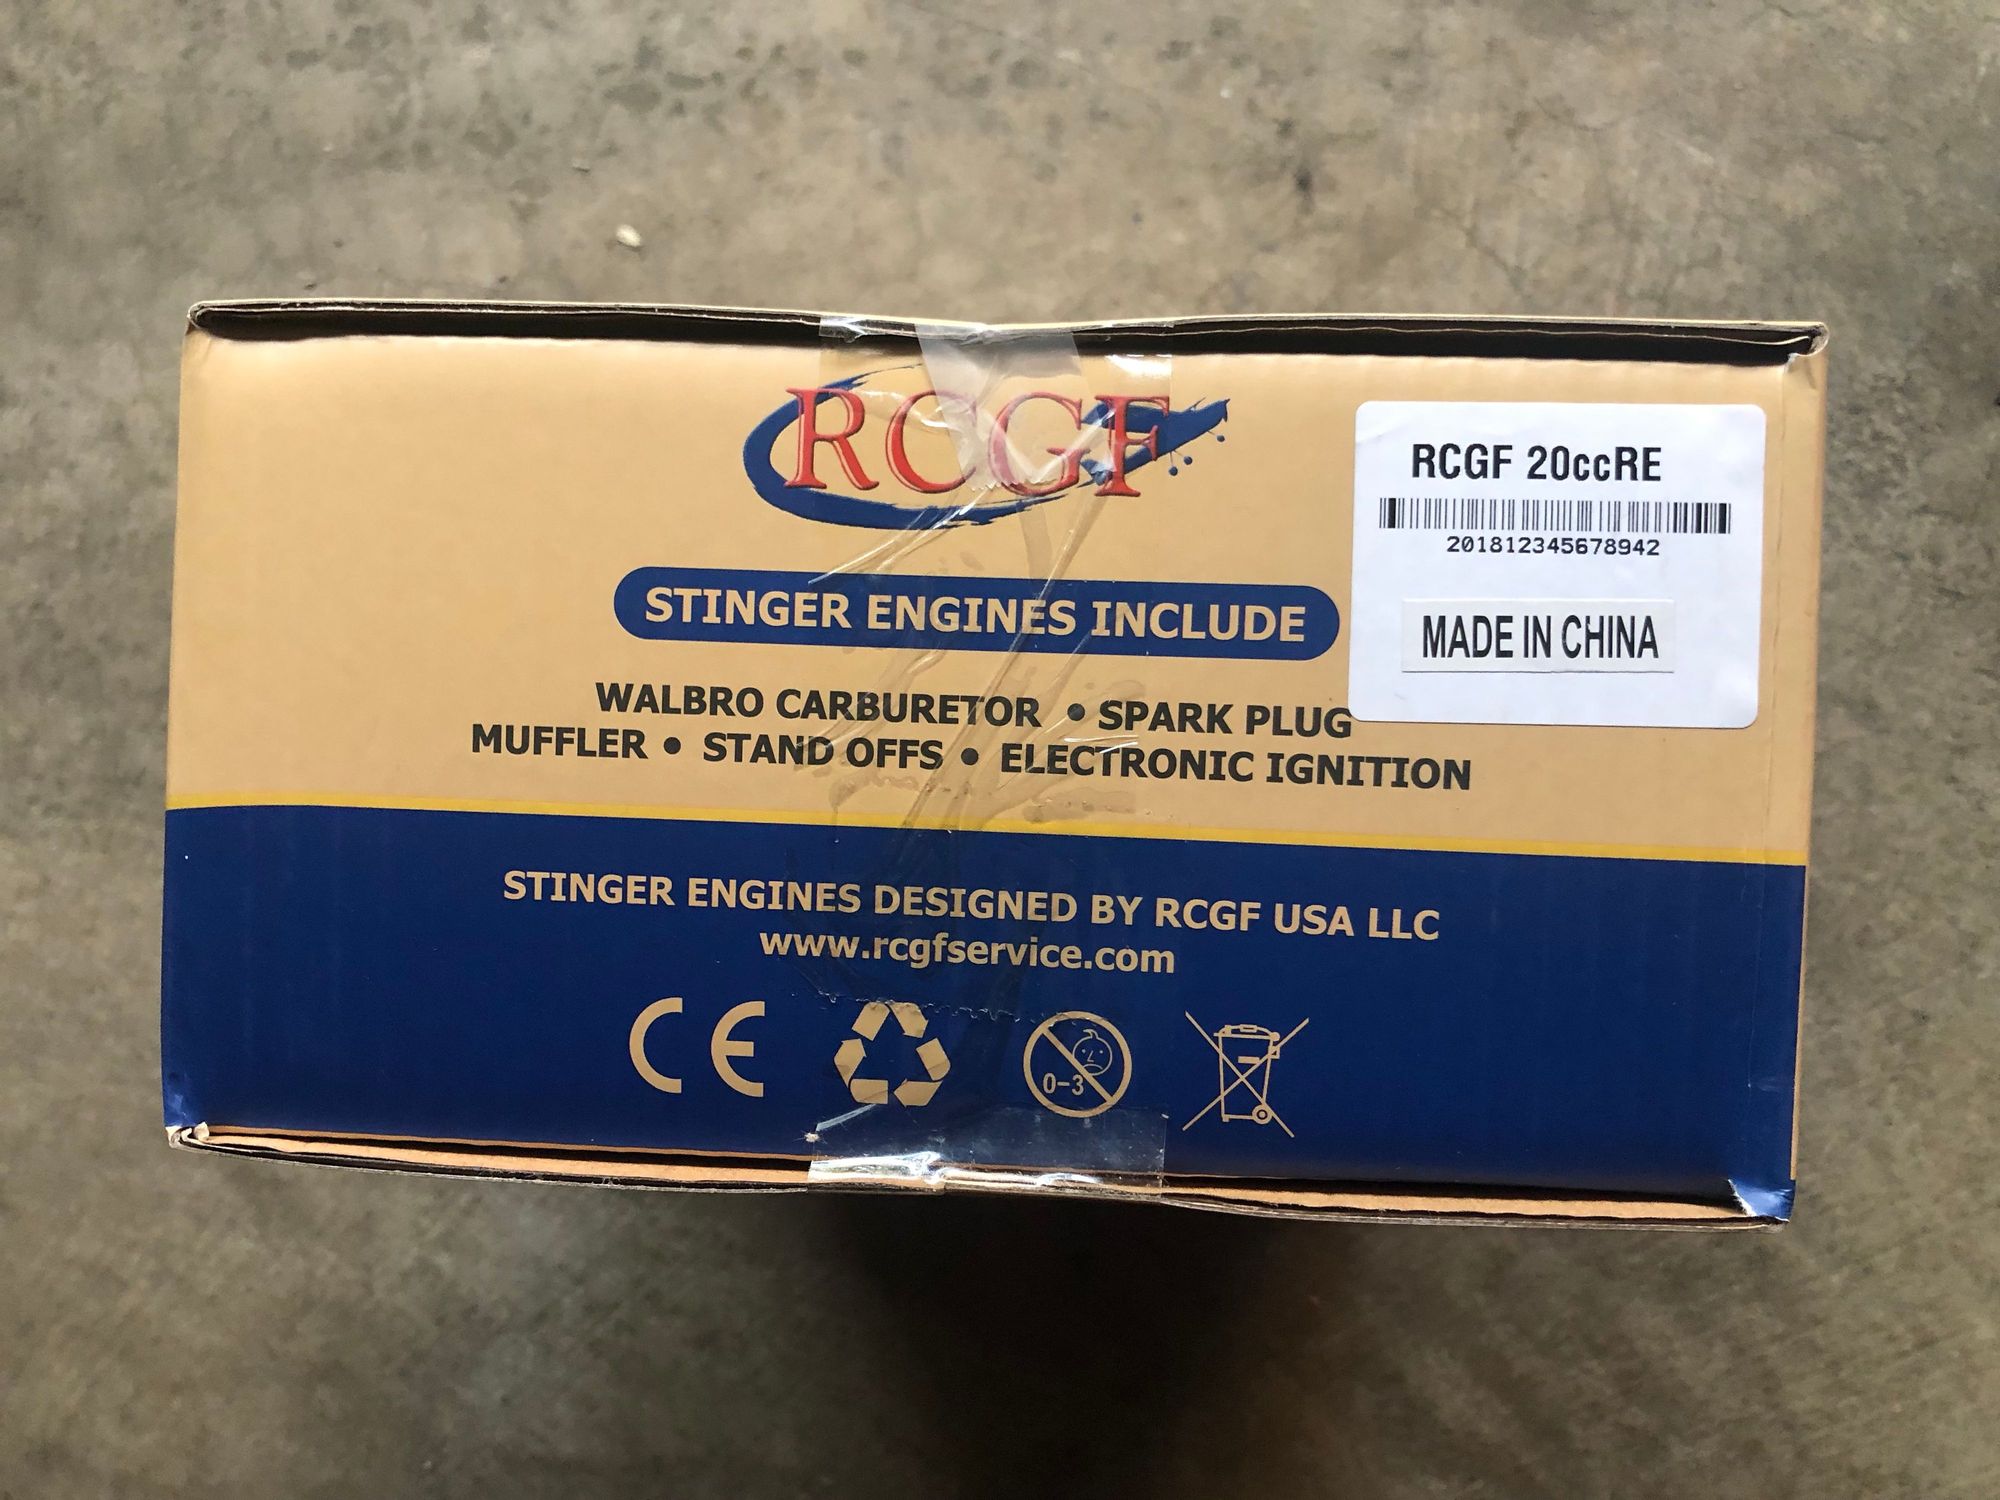 RCGF
RCGF 20ccRE
201812345678942
MADE IN CHINA
STINGER ENGINES INCLUDE
WALBRO CARBURETOR • SPARK PLUG
MUFFLER • STAND OFFS • ELECTRONIC IGNITION
STINGER ENGINES DESIGNED BY RCGF USA LLC
www.rcgfservice.com
CE
0-3